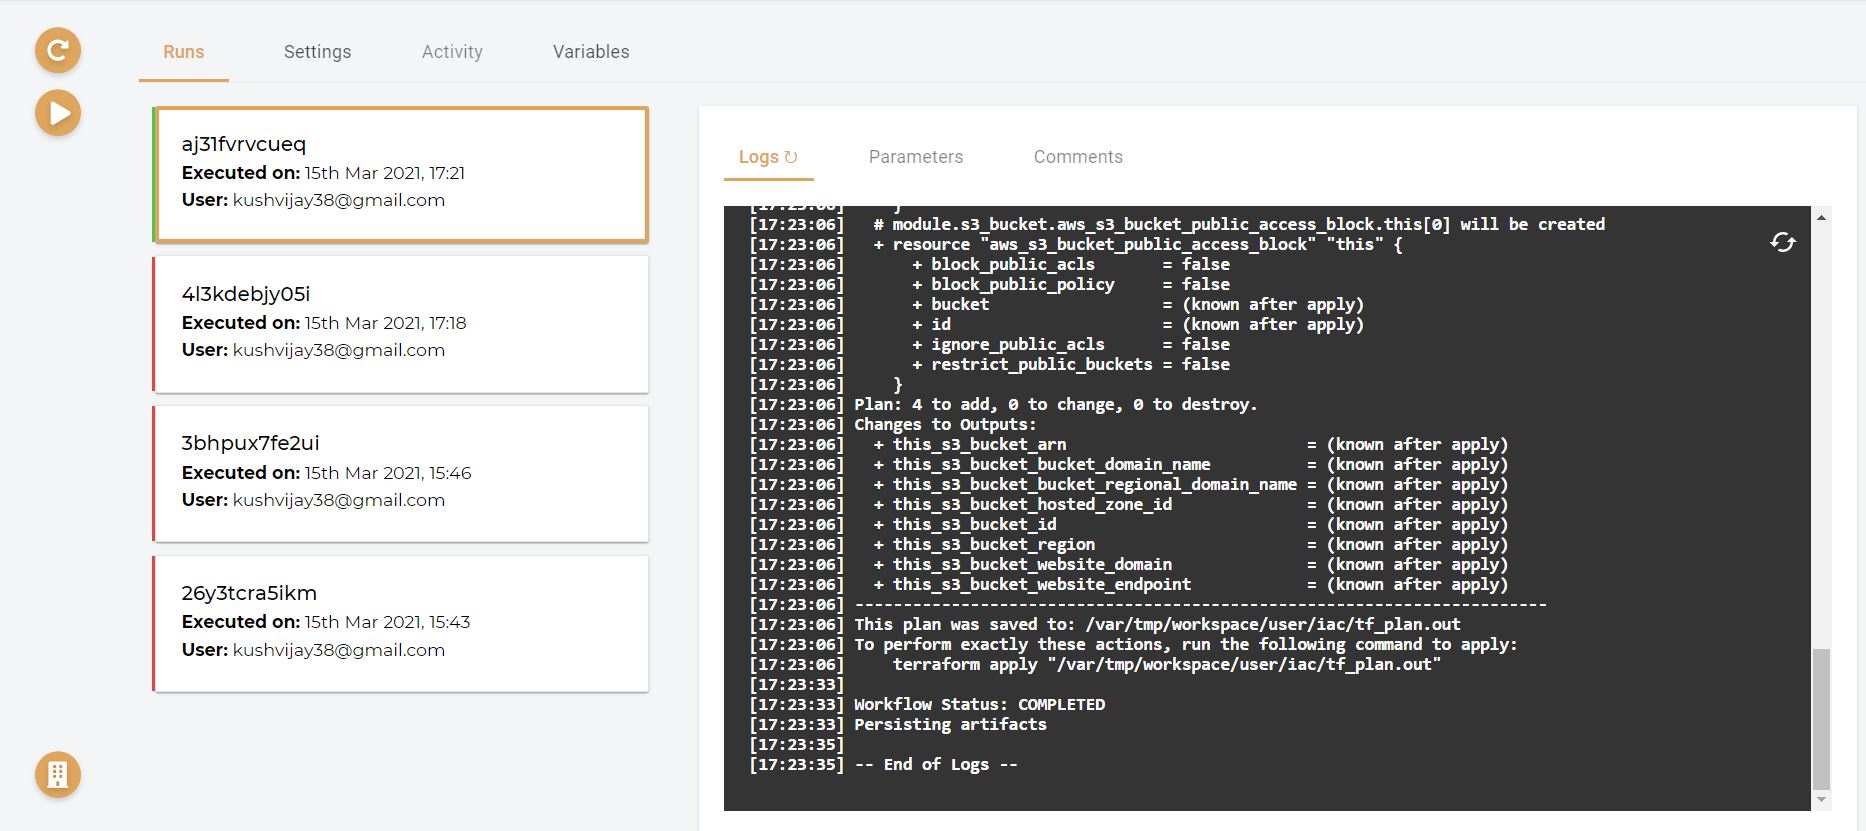 Runs Settings Activity Variables
aj31fvrvcueq
Executed on: 15th Mar 2021, 17:21
User: kushvijay38@gmail.com
4l3kdebjy05i
Executed on: 15th Mar 2021, 17:18
User: kushvijay38@gmail.com
3bhpux7fe2ui
Executed on: 15th Mar 2021, 15:46
User: kushvijay38@gmail.com
26y3tcra5ikm
Executed on: 15th Mar 2021, 15:43
User: kushvijay38@gmail.com
Logs ↻ Parameters Comments
[17:23:06]     }
[17:23:06]   # module.s3_bucket.aws_s3_bucket_public_access_block.this[0] will be created
[17:23:06]   + resource "aws_s3_bucket_public_access_block" "this" {
[17:23:06]       + block_public_acls       = false
[17:23:06]       + block_public_policy     = false
[17:23:06]       + bucket                  = (known after apply)
[17:23:06]       + id                      = (known after apply)
[17:23:06]       + ignore_public_acls      = false
[17:23:06]       + restrict_public_buckets = false
[17:23:06]     }
[17:23:06] Plan: 4 to add, 0 to change, 0 to destroy.
[17:23:06] Changes to Outputs:
[17:23:06]   + this_s3_bucket_arn                         = (known after apply)
[17:23:06]   + this_s3_bucket_bucket_domain_name          = (known after apply)
[17:23:06]   + this_s3_bucket_bucket_regional_domain_name = (known after apply)
[17:23:06]   + this_s3_bucket_hosted_zone_id              = (known after apply)
[17:23:06]   + this_s3_bucket_id                          = (known after apply)
[17:23:06]   + this_s3_bucket_region                      = (known after apply)
[17:23:06]   + this_s3_bucket_website_domain              = (known after apply)
[17:23:06]   + this_s3_bucket_website_endpoint            = (known after apply)
[17:23:06] ------------------------------------------------------------------------
[17:23:06] This plan was saved to: /var/tmp/workspace/user/iac/tf_plan.out
[17:23:06] To perform exactly these actions, run the following command to apply:
[17:23:06]     terraform apply "/var/tmp/workspace/user/iac/tf_plan.out"
[17:23:33]
[17:23:33] Workflow Status: COMPLETED
[17:23:33] Persisting artifacts
[17:23:35]
[17:23:35] -- End of Logs --